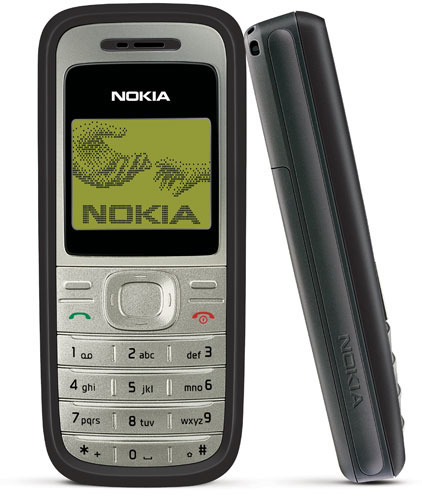 NOKIA
NOKIA
1 2 abc def 3
4 ghi 5 jkl mno 6
7 pqrs 8 tuv wxyz 9
* + 0 #
NOKIA